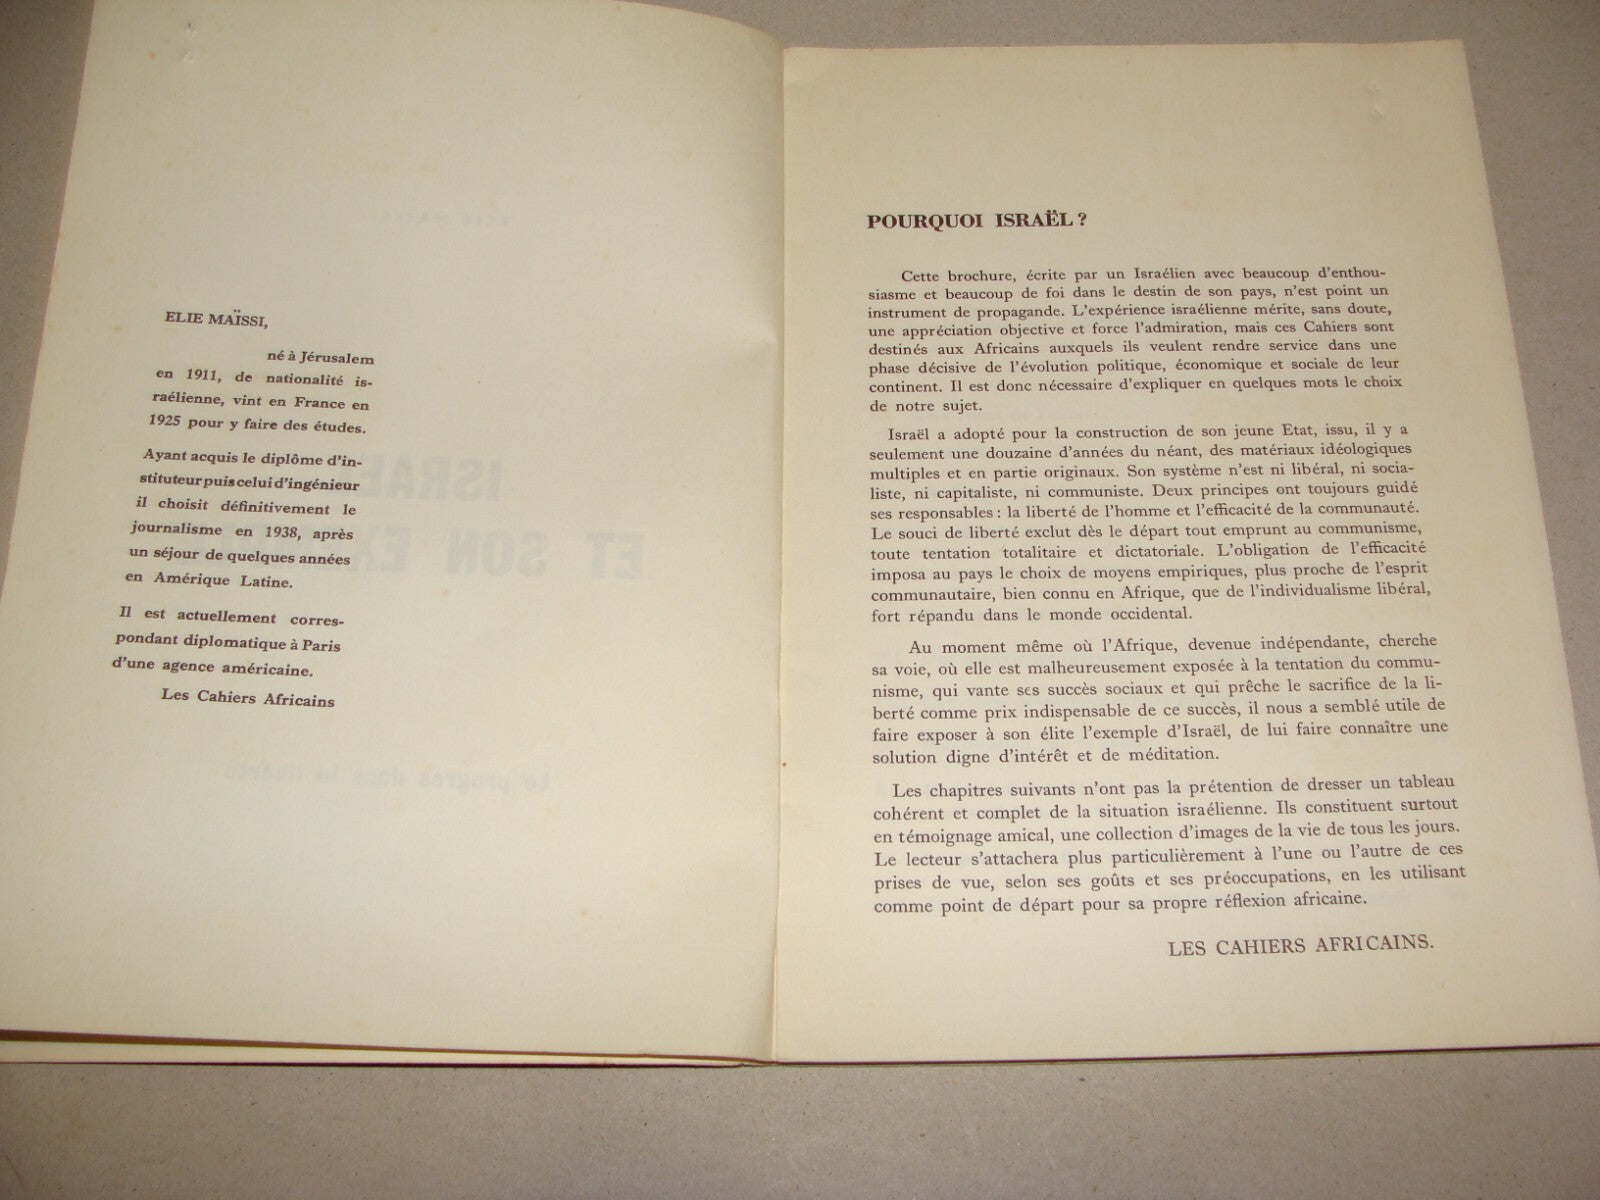 ELIE MAÏSSI,
né à Jérusalem
en 1911, de nationalité is-
raélienne, vint en France en
1925 pour y faire des études.
Ayant acquis le diplôme d'in-
stituteur puis celui d'ingénieur
il choisit définitivement le
journalisme en 1938, après
un séjour de quelques années
en Amérique Latine.
Il est actuellement corres-
pondant diplomatique à Paris
d'une agence américaine.
Les Cahiers Africains
POURQUOI ISRAËL ?
Cette brochure, écrite par un Israélien avec beaucoup d'enthou-
siasme et beaucoup de foi dans le destin de son pays, n'est point un
instrument de propagande. L'expérience israélienne mérite, sans doute,
une appréciation objective et force l'admiration, mais ces Cahiers sont
destinés aux Africains auxquels ils veulent rendre service dans une
phase décisive de l'évolution politique, économique et sociale de leur
continent. Il est donc nécessaire d'expliquer en quelques mots le choix
de notre sujet.
Israël a adopté pour la construction de son jeune Etat, issu, il y a
seulement une douzaine d'années du néant, des matériaux idéologiques
multiples et en partie originaux. Son système n'est ni libéral, ni socia-
liste, ni capitaliste, ni communiste. Deux principes ont toujours guidé
ses responsables : la liberté de l'homme et l'efficacité de la communauté.
Le souci de liberté exclut dès le départ tout emprunt au communisme,
toute tentation totalitaire et dictatoriale. L'obligation de l'efficacité
imposa au pays le choix de moyens empiriques, plus proche de l'esprit
communautaire, bien connu en Afrique, que de l'individualisme libéral,
fort répandu dans le monde occidental.
Au moment même où l'Afrique, devenue indépendante, cherche
sa voie, où elle est malheureusement exposée à la tentation du commu-
nisme, qui vante ses succès sociaux et qui prêche le sacrifice de la li-
berté comme prix indispensable de ce succès, il nous a semblé utile de
faire exposer à son élite l'exemple d'Israël, de lui faire connaître une
solution digne d'intérêt et de méditation.
Les chapitres suivants n'ont pas la prétention de dresser un tableau
cohérent et complet de la situation israélienne. Ils constituent surtout
en témoignage amical, une collection d'images de la vie de tous les jours.
Le lecteur s'attachera plus particulièrement à l'une ou l'autre de ces
prises de vue, selon ses goûts et ses préoccupations, en les utilisant
comme point de départ pour sa propre réflexion africaine.
LES CAHIERS AFRICAINS.